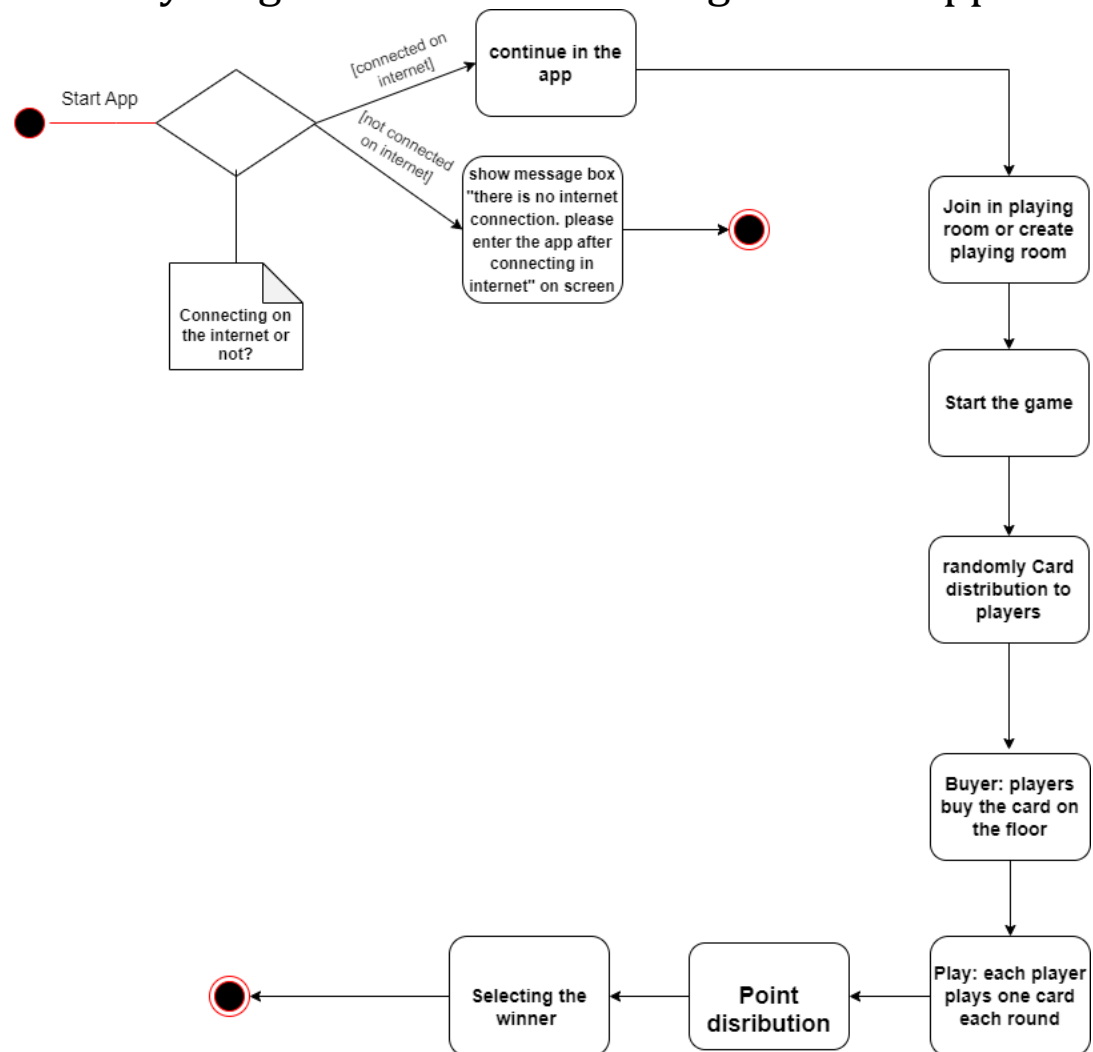 Start App
[connected on
internet]
continue in the
app
[not connected
on internet]
show message box
"there is no internet
connection. please
enter the app after
connecting in
internet" on screen
Connecting on
the internet or
not?
Join in playing
room or create
playing room
Start the game
randomly Card
distribution to
players
Buyer: players
buy the card on
the floor
Play: each player
plays one card
each round
Point
disribution
Selecting the
winner